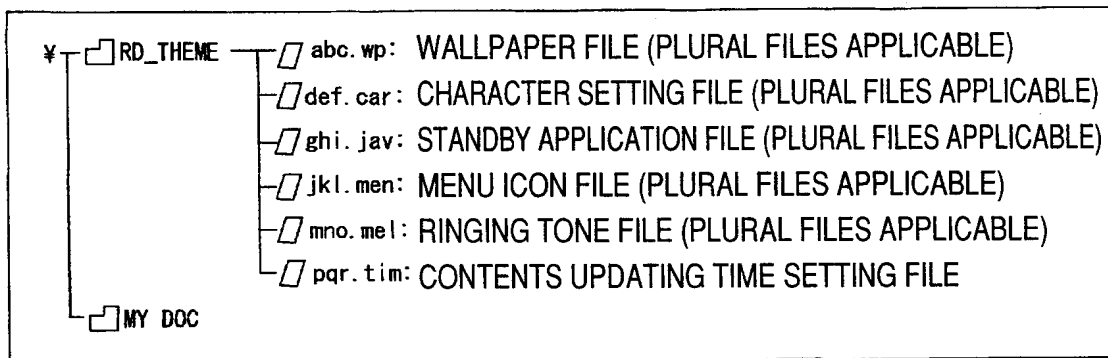 ¥ RD_THEME abc.wp: WALLPAPER FILE (PLURAL FILES APPLICABLE)
def.car: CHARACTER SETTING FILE (PLURAL FILES APPLICABLE)
ghi.jav: STANDBY APPLICATION FILE (PLURAL FILES APPLICABLE)
jkl.men: MENU ICON FILE (PLURAL FILES APPLICABLE)
mno.mel: RINGING TONE FILE (PLURAL FILES APPLICABLE)
pqr.tim: CONTENTS UPDATING TIME SETTING FILE
MY DOC